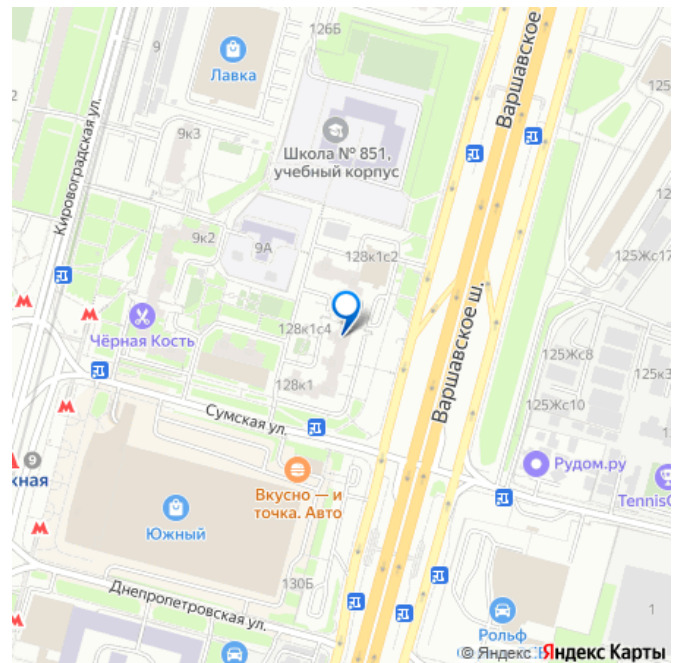 126Б
9
Лавка
Варшавское
125
Кировоградская ул.
9к3
Школа № 851,
учебный корпус
12
9к2
9А
128к1с2
125Жс17
Чёрная Кость
128к1с4
Варшавское ш.
125Жс8
125к3
128к1
125Жс10
Сумская ул.
9
жная
Вкусно — и
точка. Авто
Рудом.ру
TennisC
Южный
130Б
Днепропетровская ул.
1
Рольф
© Яндекс Яндекс Карты